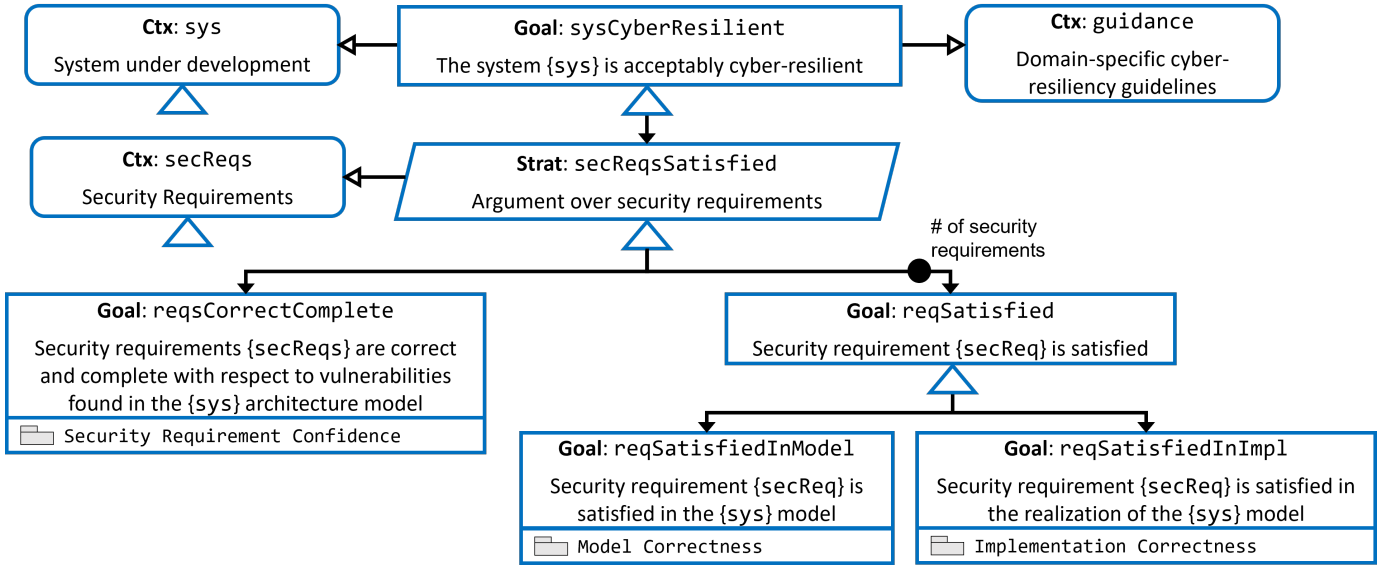 Ctx: sys
System under development
Goal: sysCyberResilient
The system {sys} is acceptably cyber-resilient
Ctx: guidance
Domain-specific cyber-
resiliency guidelines
Ctx: secReqs
Security Requirements
Strat: secReqsSatisfied
Argument over security requirements
# of security
requirements
Goal: reqsCorrectComplete
Security requirements {secReqs} are correct
and complete with respect to vulnerabilities
found in the {sys} architecture model
Security Requirement Confidence
Goal: reqSatisfied
Security requirement {secReq} is satisfied
Goal: reqSatisfiedInModel
Security requirement {secReq} is
satisfied in the {sys} model
Model Correctness
Goal: reqSatisfiedInImpl
Security requirement {secReq} is satisfied in
the realization of the {sys} model
Implementation Correctness